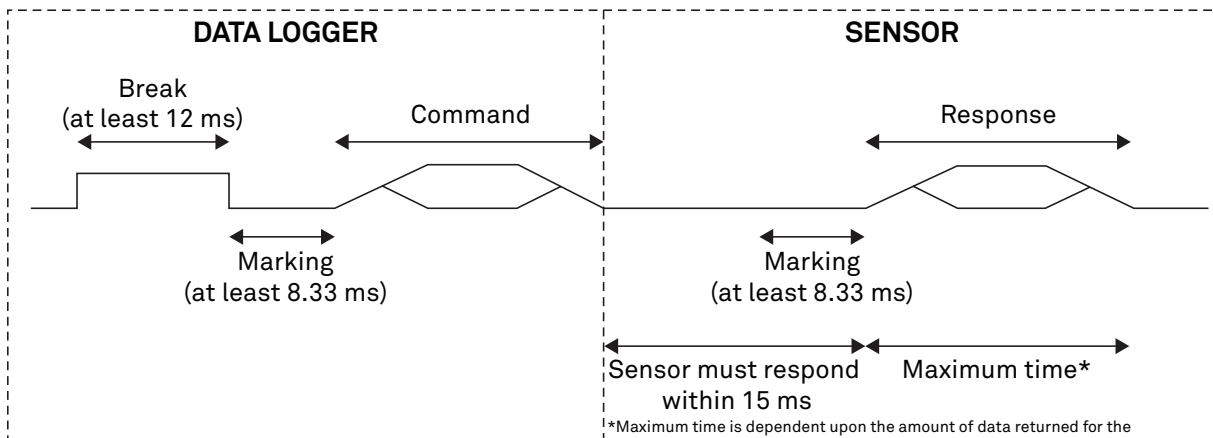 DATA LOGGER
SENSOR
Break
(at least 12 ms)
Command
Response
Marking
(at least 8.33 ms)
Marking
(at least 8.33 ms)
Sensor must respond
within 15 ms
Maximum time*
*Maximum time is dependent upon the amount of data returned for the